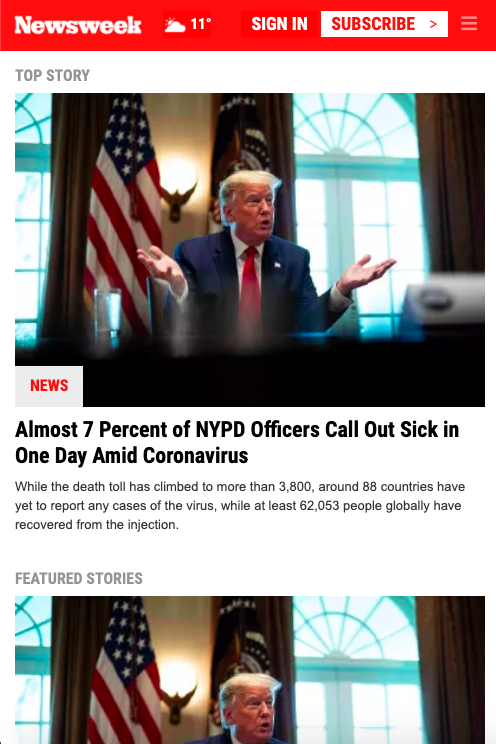 Newsweek 11° SIGN IN SUBSCRIBE >
TOP STORY
NEWS
Almost 7 Percent of NYPD Officers Call Out Sick in
One Day Amid Coronavirus
While the death toll has climbed to more than 3,800, around 88 countries have
yet to report any cases of the virus, while at least 62,053 people globally have
recovered from the injection.
FEATURED STORIES